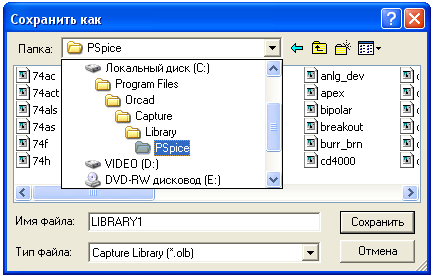 Сохранить как
Папка: PSpice
Локальный диск (C:)
Program Files
Orcad
Capture
Library
PSpice
VIDEO (D:)
DVD-RW дисковод (E:)
74ac
74act
74als
74as
74f
74h
anlg_dev
apex
bipolar
breakout
burr_brn
cd4000
Имя файла: LIBRARY1 Сохранить
Тип файла: Capture Library (*.olb) Отмена